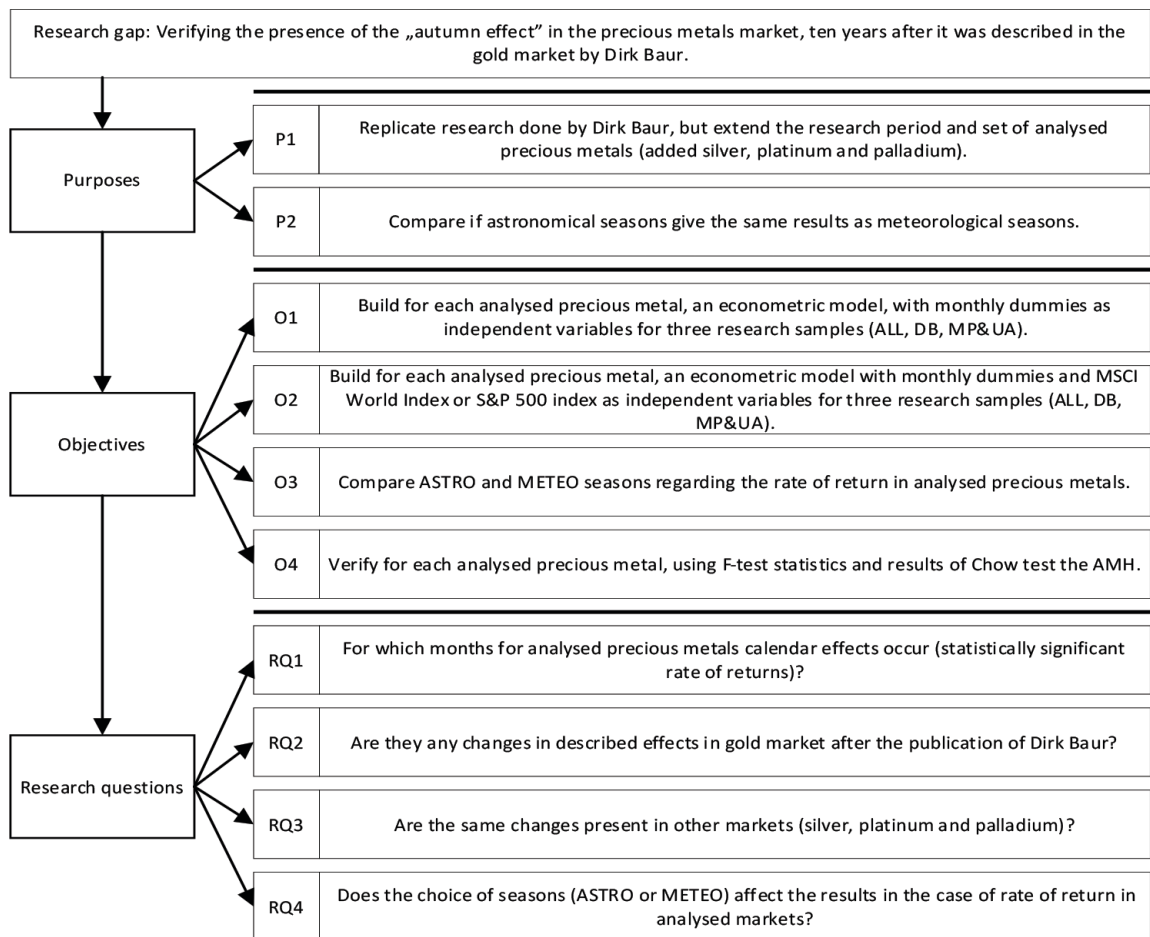 Research gap: Verifying the presence of the „autumn effect” in the precious metals market, ten years after it was described in the
gold market by Dirk Baur.
Purposes
P1
Replicate research done by Dirk Baur, but extend the research period and set of analysed
precious metals (added silver, platinum and palladium).
P2
Compare if astronomical seasons give the same results as meteorological seasons.
Objectives
O1
Build for each analysed precious metal, an econometric model, with monthly dummies as
independent variables for three research samples (ALL, DB, MP&UA).
O2
Build for each analysed precious metal, an econometric model with monthly dummies and MSCI
World Index or S&P 500 index as independent variables for three research samples (ALL, DB,
MP&UA).
O3
Compare ASTRO and METEO seasons regarding the rate of return in analysed precious metals.
O4
Verify for each analysed precious metal, using F-test statistics and results of Chow test the AMH.
Research questions
RQ1
For which months for analysed precious metals calendar effects occur (statistically significant
rate of returns)?
RQ2
Are they any changes in described effects in gold market after the publication of Dirk Baur?
RQ3
Are the same changes present in other markets (silver, platinum and palladium)?
RQ4
Does the choice of seasons (ASTRO or METEO) affect the results in the case of rate of return in
analysed markets?